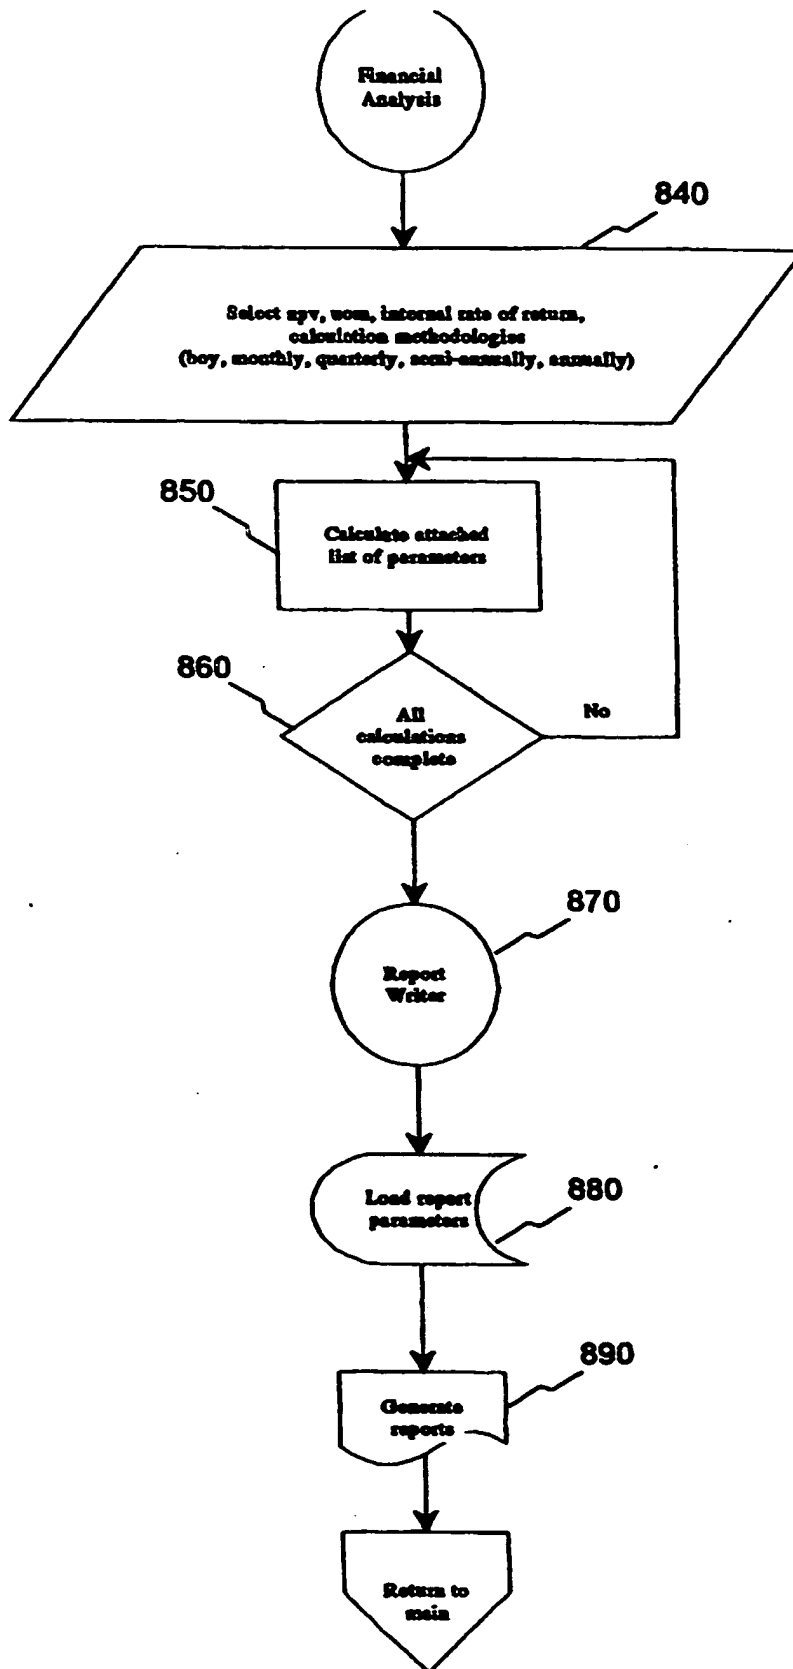 Financial
Analysis
840
Select npv, wom, internal rate of return,
calculation methodologies
(boy, monthly, quarterly, semi-annually, annually)
850
Calculate attached
list of parameters
860
All
calculations
complete
No
870
Report
Writer
Load report
parameters
880
890
Generate
reports
Return to
main